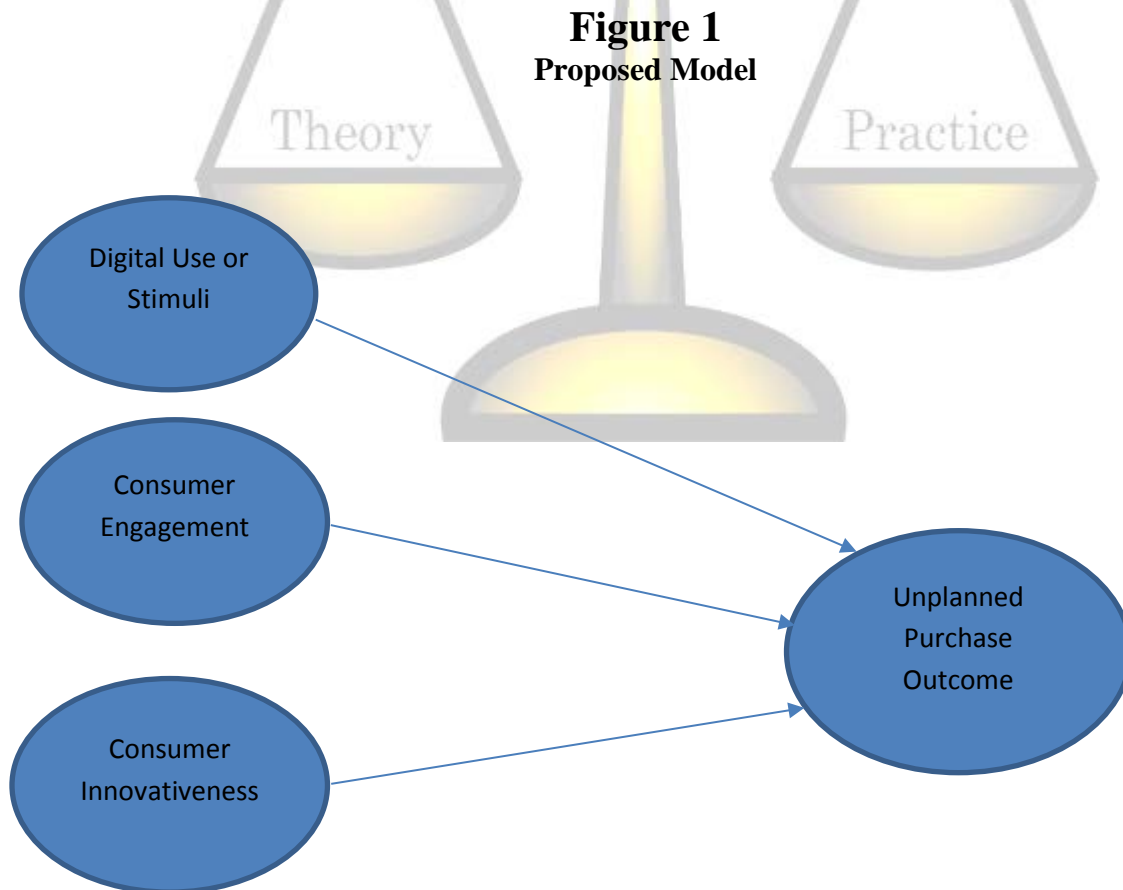 Figure 1
Proposed Model
Theory
Practice
Digital Use or
Stimuli
Consumer
Engagement
Unplanned
Purchase
Outcome
Consumer
Innovativeness